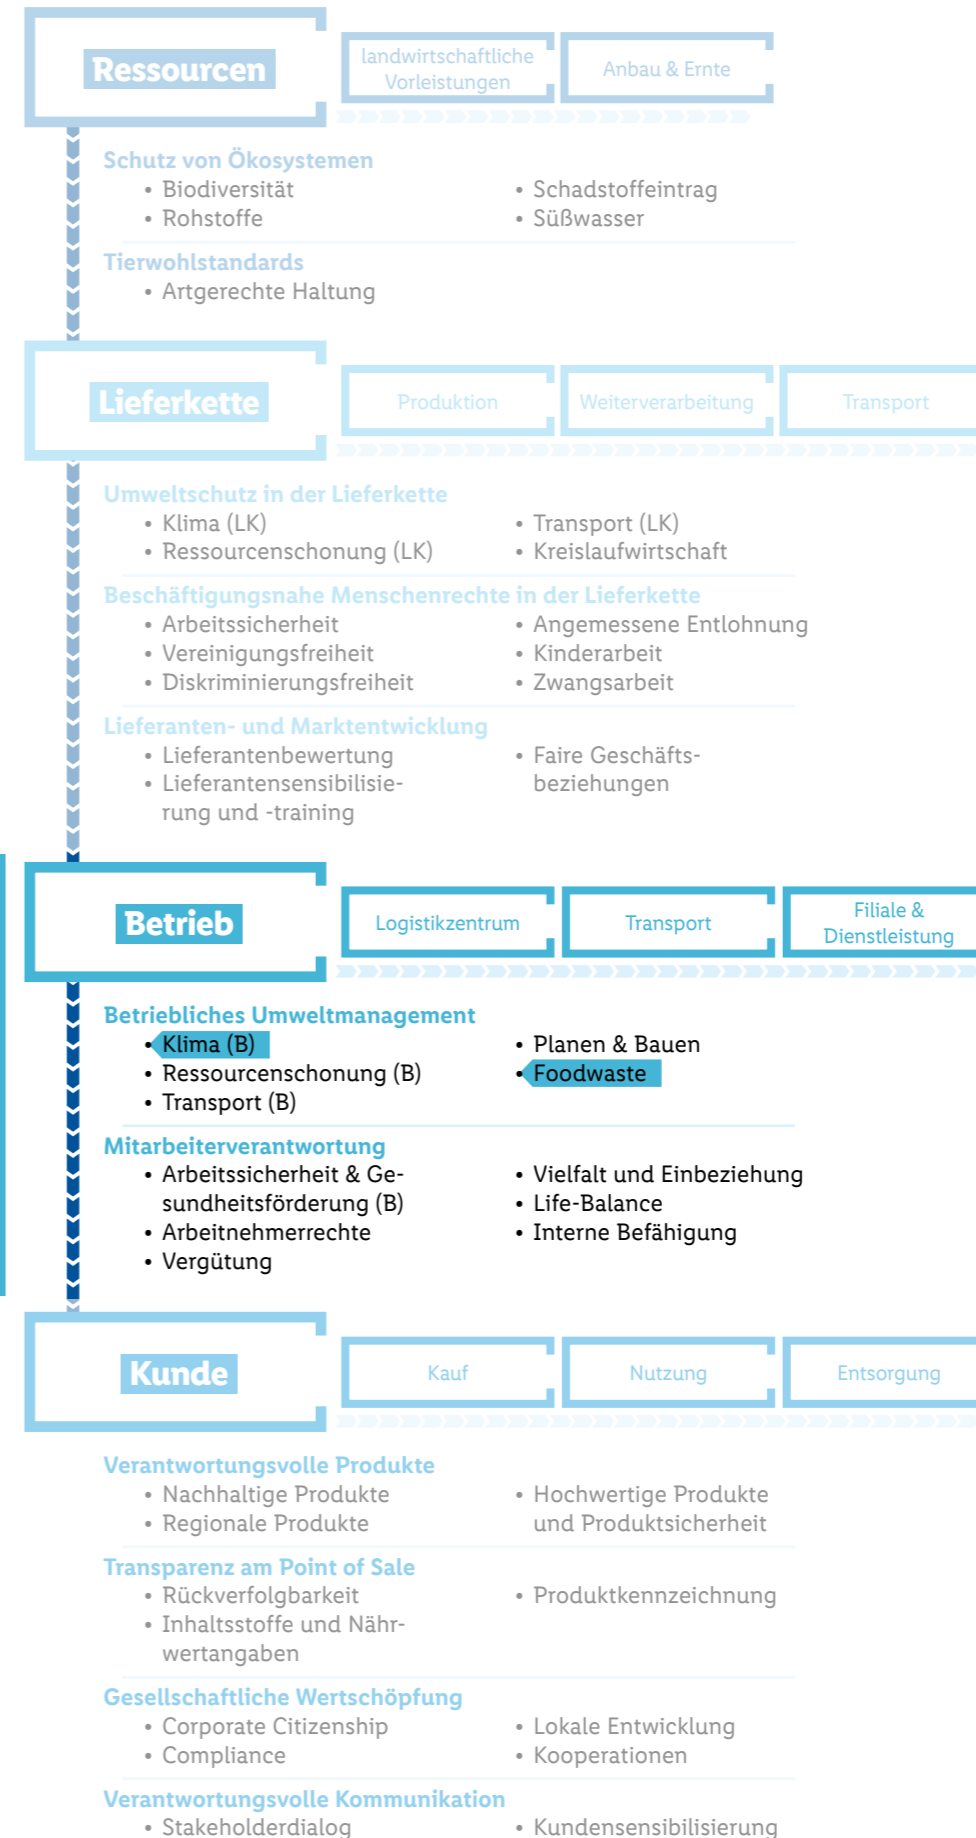 Ressourcen
landwirtschaftliche
Vorleistungen
Anbau & Ernte
Schutz von Ökosystemen
• Biodiversität
• Rohstoffe
• Schadstoffeintrag
• Süßwasser
Tierwohlstandards
• Artgerechte Haltung
Lieferkette
Produktion
Weiterverarbeitung
Transport
Umweltschutz in der Lieferkette
• Klima (LK)
• Ressourcenschonung (LK)
• Transport (LK)
• Kreislaufwirtschaft
Beschäftigungsnahe Menschenrechte in der Lieferkette
• Arbeitssicherheit
• Vereinigungsfreiheit
• Diskriminierungsfreiheit
• Angemessene Entlohnung
• Kinderarbeit
• Zwangsarbeit
Lieferanten- und Marktentwicklung
• Lieferantenbewertung
• Lieferantensensibilisie-
rung und -training
• Faire Geschäfts-
beziehungen
Betrieb
Logistikzentrum
Transport
Filiale &
Dienstleistung
Betriebliches Umweltmanagement
• Klima (B)
• Ressourcenschonung (B)
• Transport (B)
• Planen & Bauen
• Foodwaste
Mitarbeiterverantwortung
• Arbeitssicherheit & Ge-
sundheitsförderung (B)
• Arbeitnehmerrechte
• Vergütung
• Vielfalt und Einbeziehung
• Life-Balance
• Interne Befähigung
Kunde
Kauf
Nutzung
Entsorgung
Verantwortungsvolle Produkte
• Nachhaltige Produkte
• Regionale Produkte
• Hochwertige Produkte
und Produktsicherheit
Transparenz am Point of Sale
• Rückverfolgbarkeit
• Inhaltsstoffe und Nähr-
wertangaben
• Produktkennzeichnung
Gesellschaftliche Wertschöpfung
• Corporate Citizenship
• Compliance
• Lokale Entwicklung
• Kooperationen
Verantwortungsvolle Kommunikation
• Stakeholderdialog
• Kundensensibilisierung